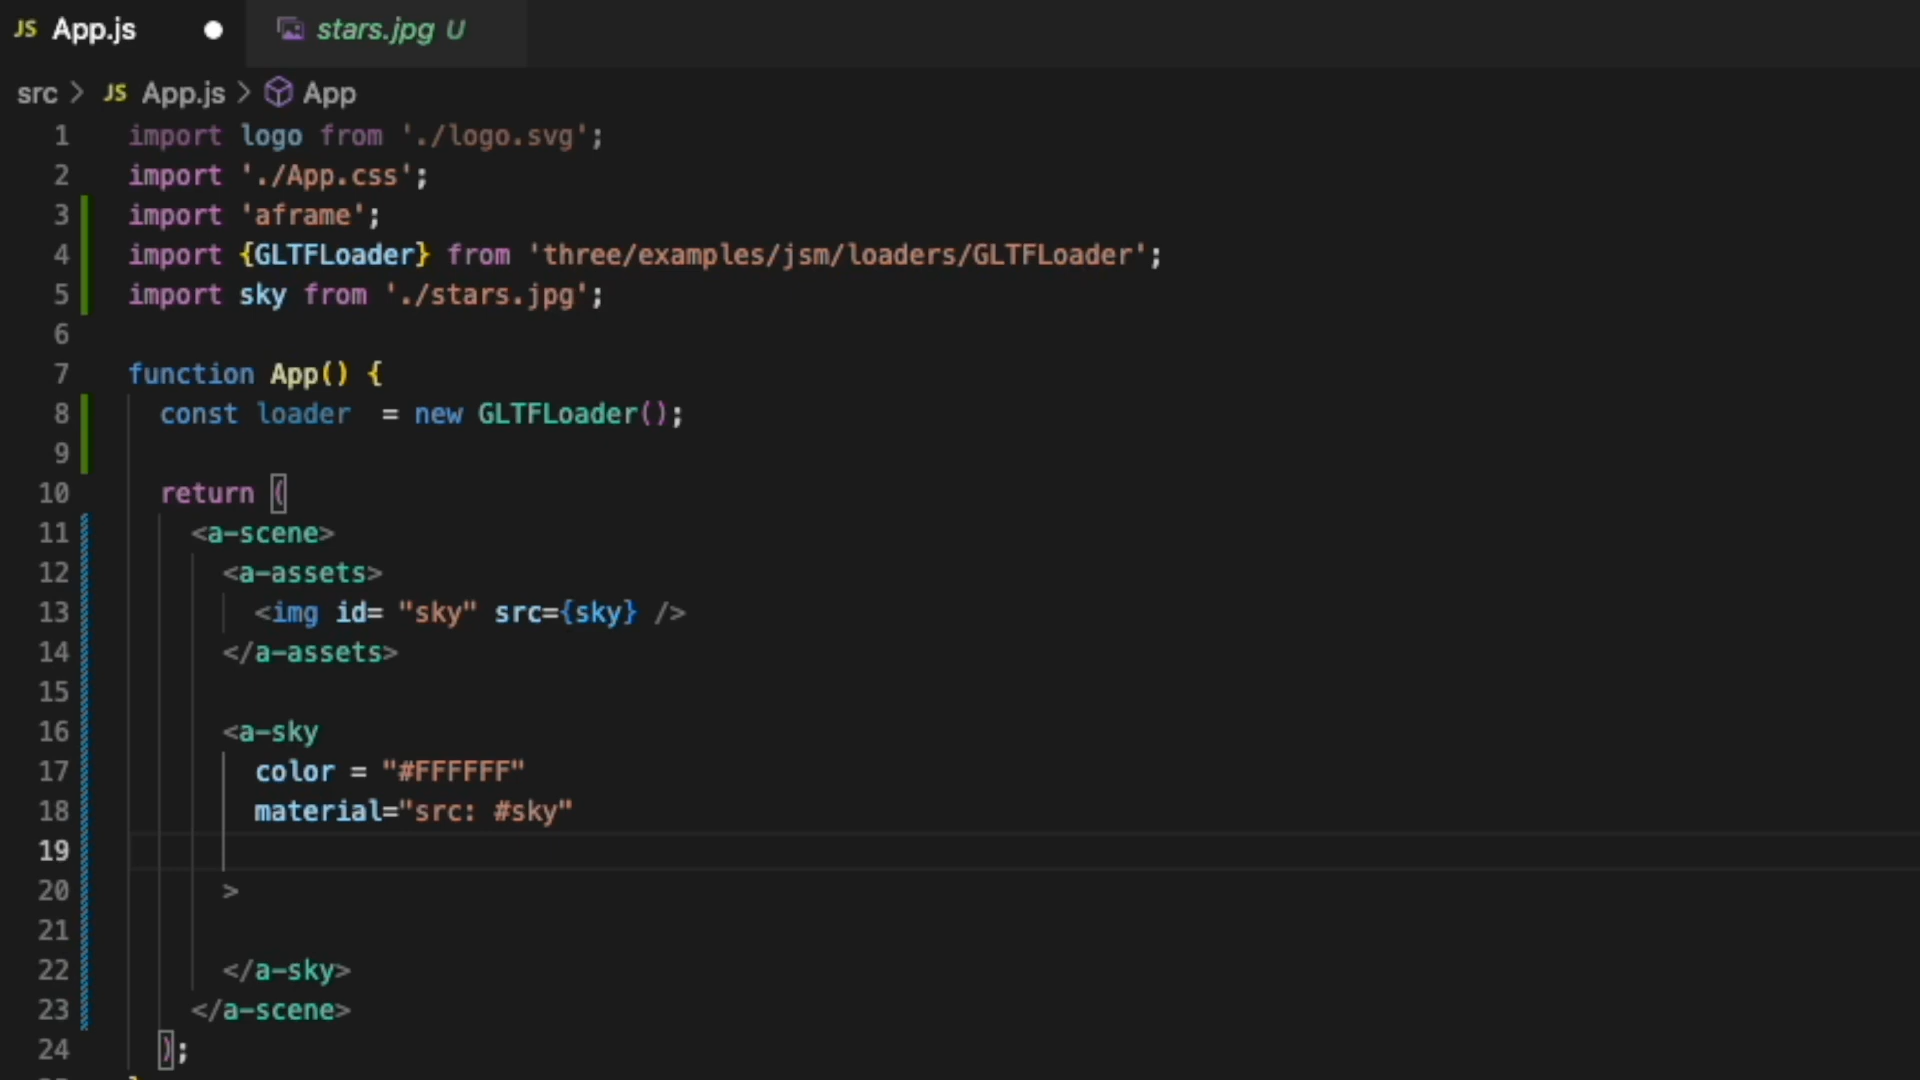 JS App.js stars.jpg U
src > JS App.js > App
1 import logo from './logo.svg';
2 import './App.css';
3 import 'aframe';
4 import {GLTFLoader} from 'three/examples/jsm/loaders/GLTFLoader';
5 import sky from './stars.jpg';
6
7 function App() {
8 const loader  = new GLTFLoader();
9
10 return (
11 <a-scene>
12 <a-assets>
13 <img id= "sky" src={sky} />
14 </a-assets>
15
16 <a-sky
17 color = "#FFFFFF"
18 material="src: #sky"
19
20 >
21
22 </a-sky>
23 </a-scene>
24 );